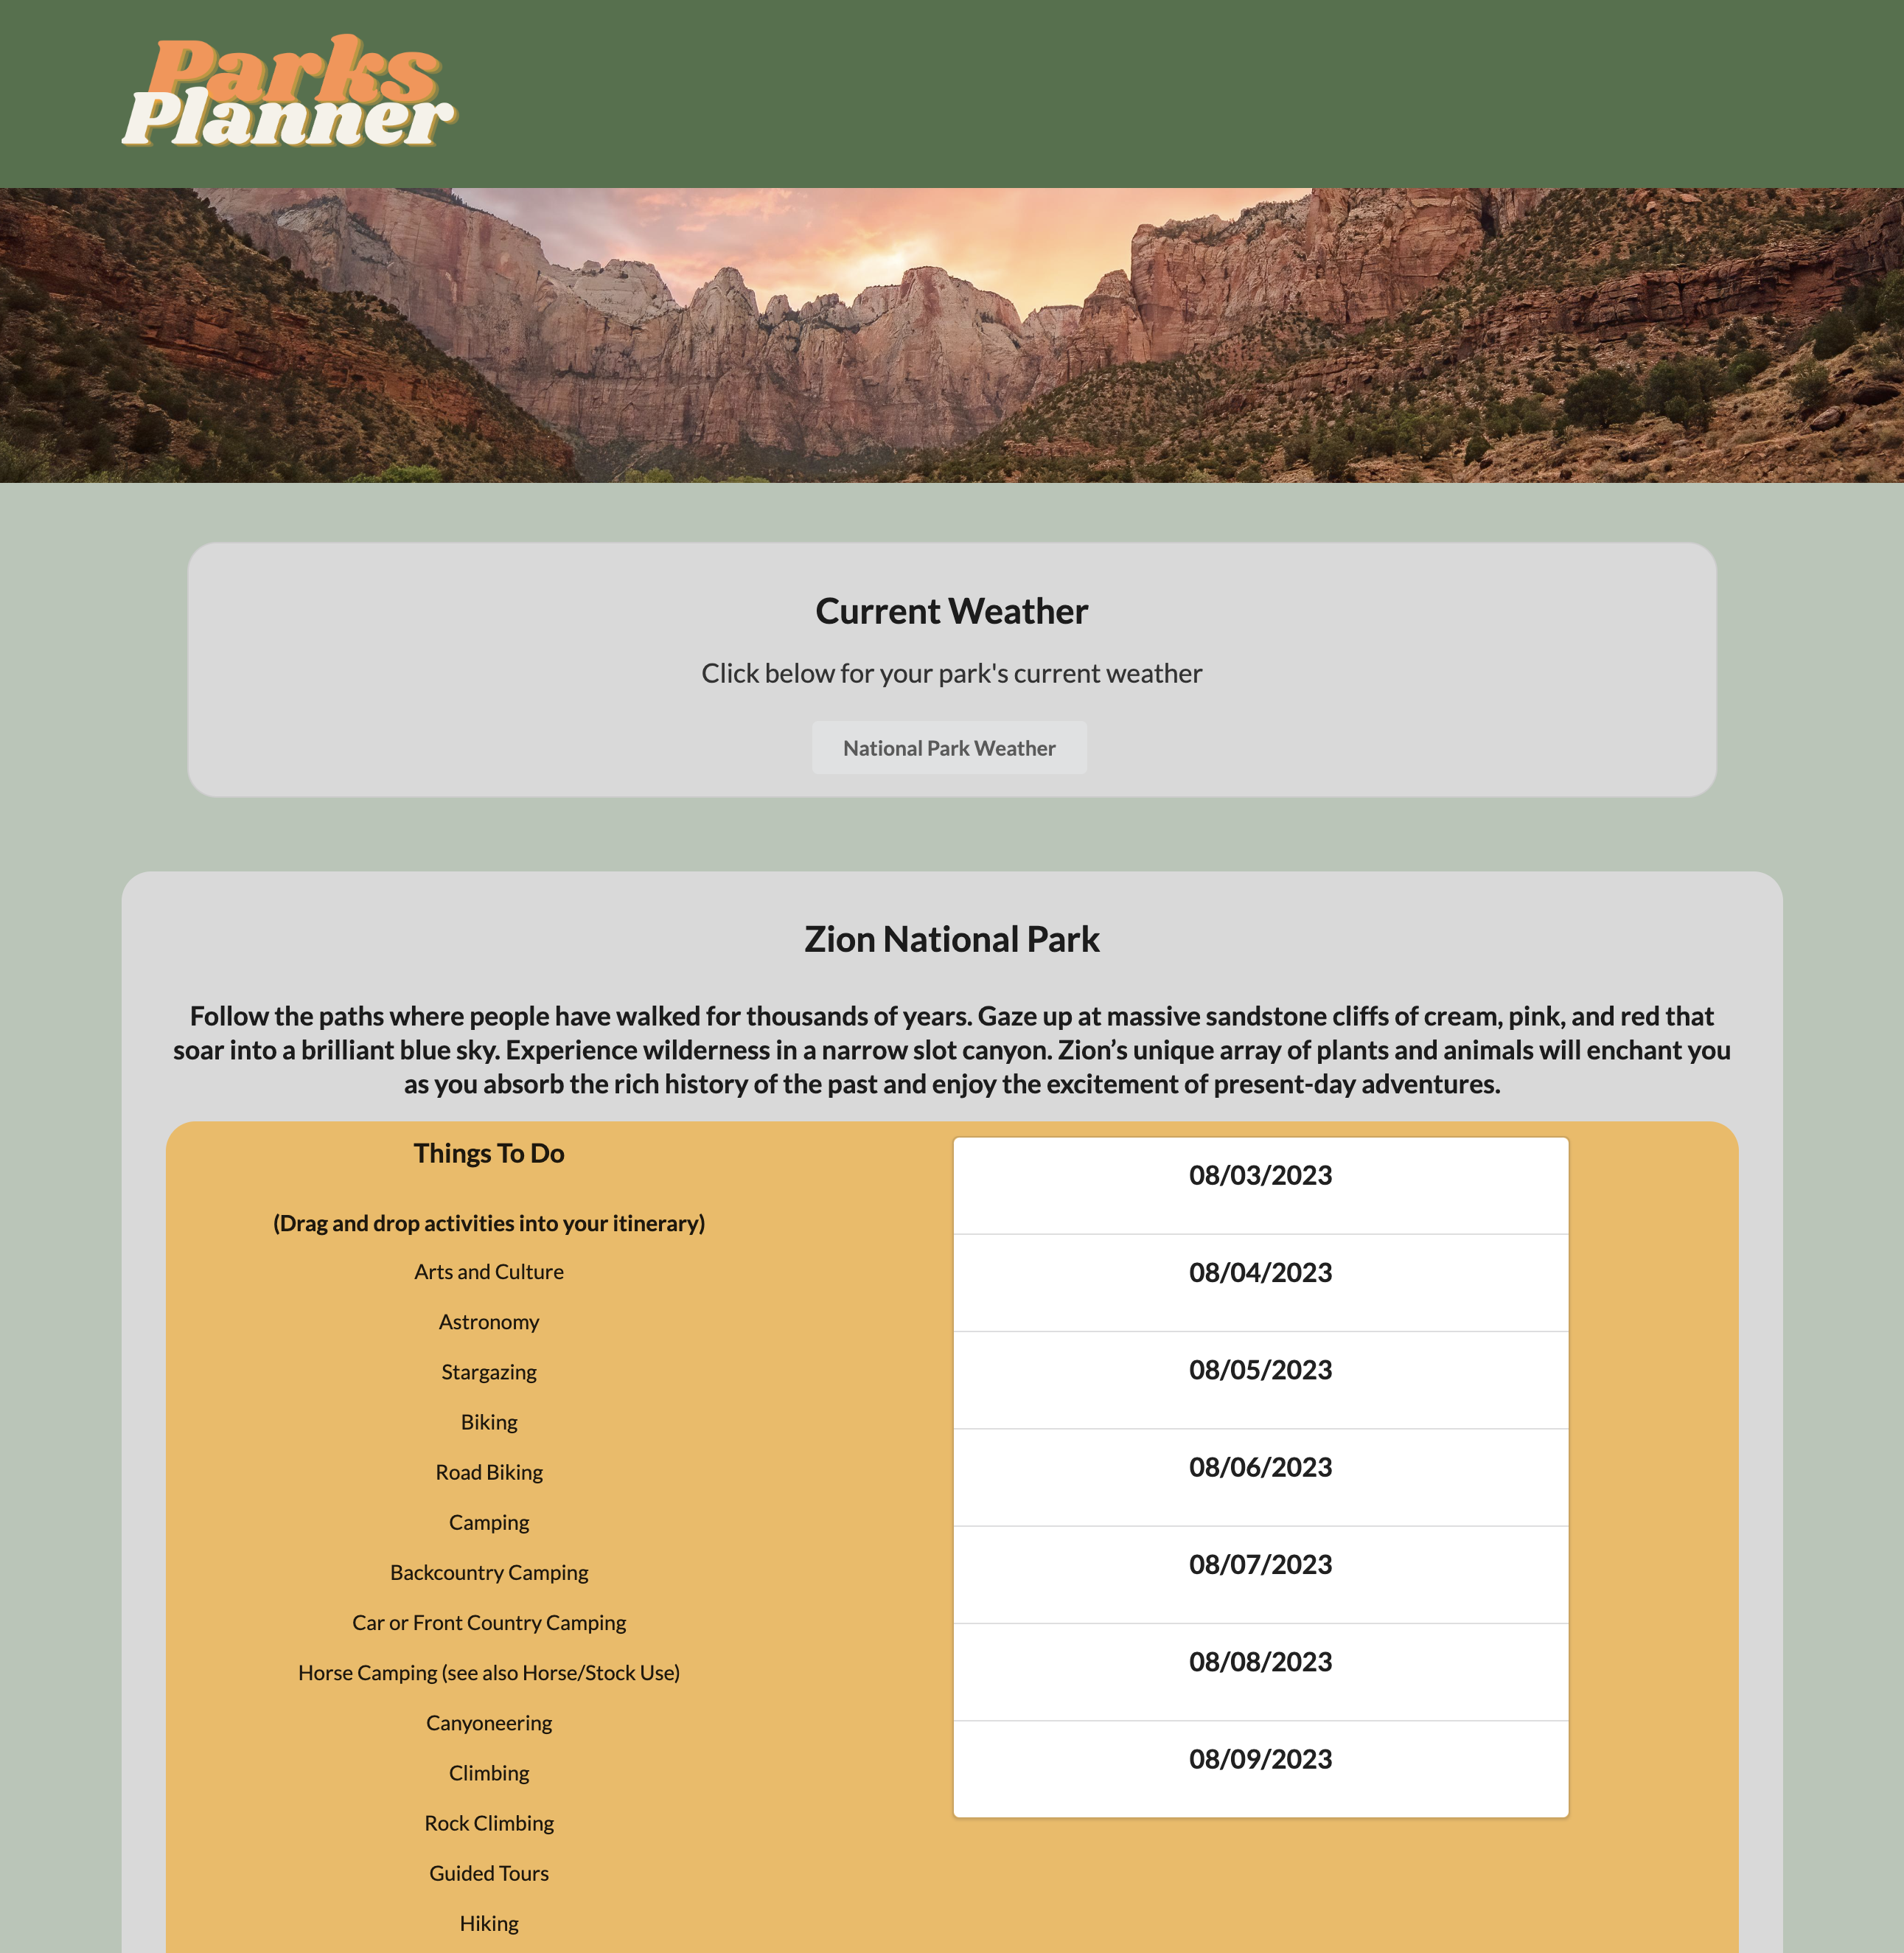 Parks
Planner
Current Weather
Click below for your park's current weather
National Park Weather
Zion National Park
Follow the paths where people have walked for thousands of years. Gaze up at massive sandstone cliffs of cream, pink, and red that
soar into a brilliant blue sky. Experience wilderness in a narrow slot canyon. Zion’s unique array of plants and animals will enchant you
as you absorb the rich history of the past and enjoy the excitement of present-day adventures.
Things To Do
(Drag and drop activities into your itinerary)
Arts and Culture
Astronomy
Stargazing
Biking
Road Biking
Camping
Backcountry Camping
Car or Front Country Camping
Horse Camping (see also Horse/Stock Use)
Canyoneering
Climbing
Rock Climbing
Guided Tours
Hiking
08/03/2023
08/04/2023
08/05/2023
08/06/2023
08/07/2023
08/08/2023
08/09/2023